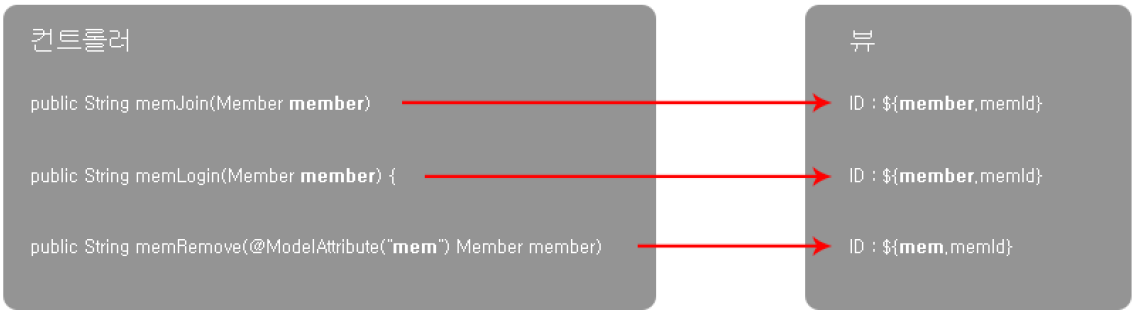 컨트롤러
public String memJoin(Member member)
public String memLogin(Member member) {
public String memRemove(@ModelAttribute("mem") Member member)
뷰
ID : ${member.memId}
ID : ${member.memId}
ID : ${mem.memId}